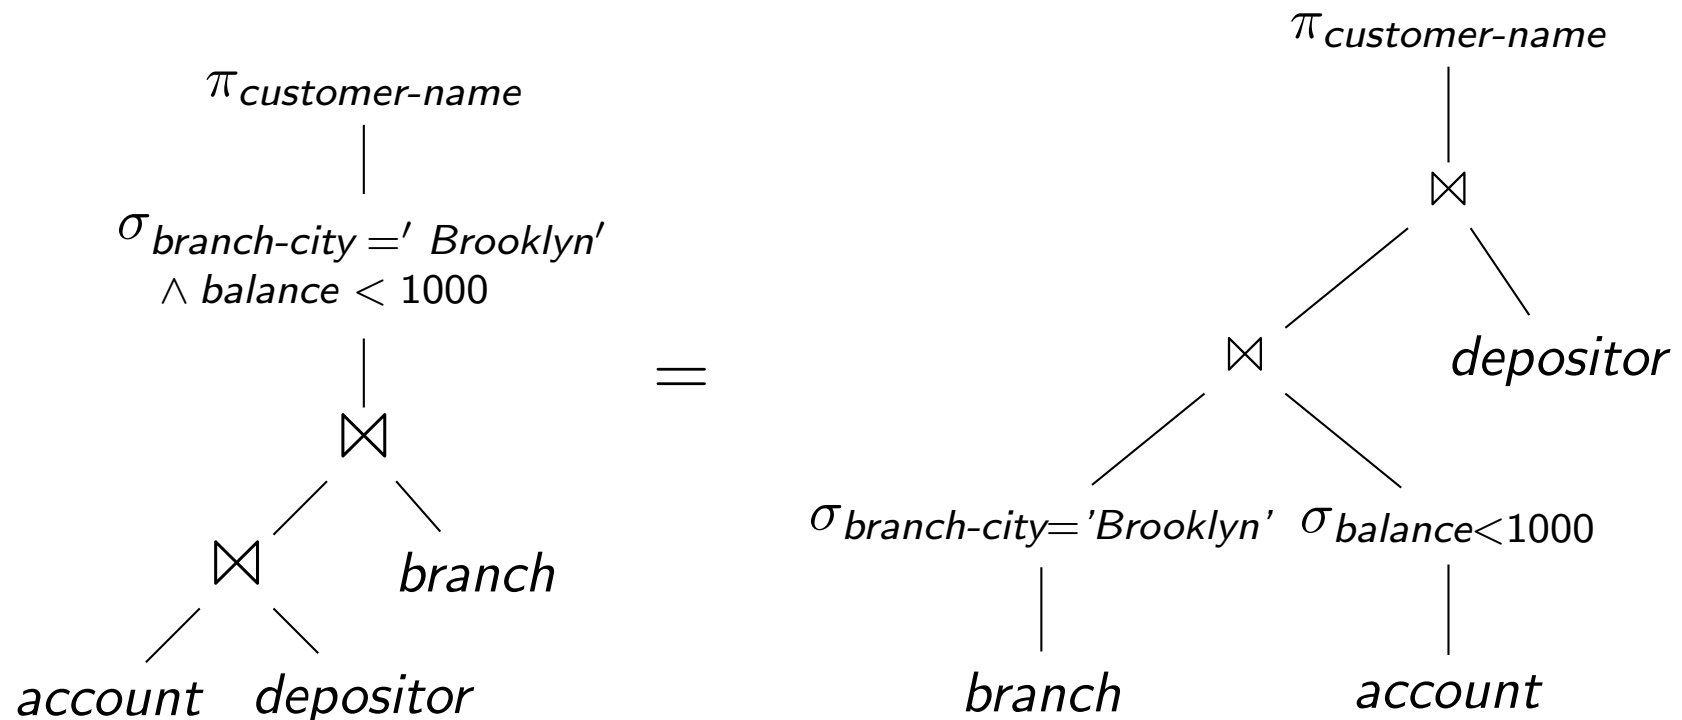 π customer-name
σ branch-city =′ Brooklyn′
∧ balance < 1000
⋈
⋈
branch
account
depositor
=
π customer-name
⋈
⋈
depositor
σ branch-city='Brooklyn'
σ balance<1000
branch
account